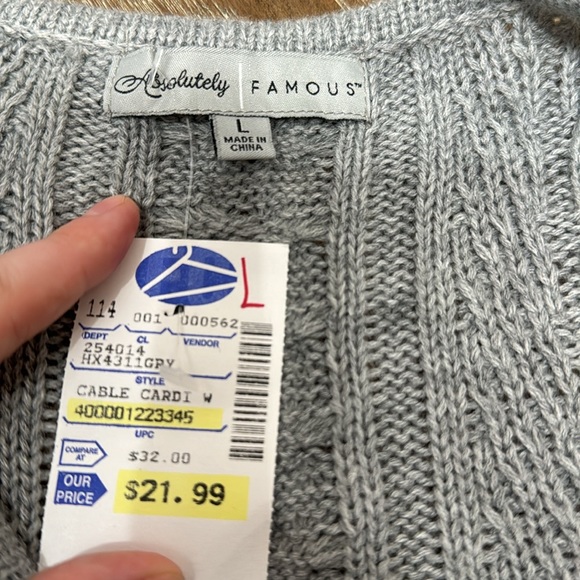 Absolutely FAMOUS™
L
MADE IN
CHINA
L
114 001 000562
DEPT CL VENDOR
254014
HX4311GPY
STYLE
CABLE CARDI W
400001223345
UPC
COMPARE AT $32.00
OUR PRICE $21.99